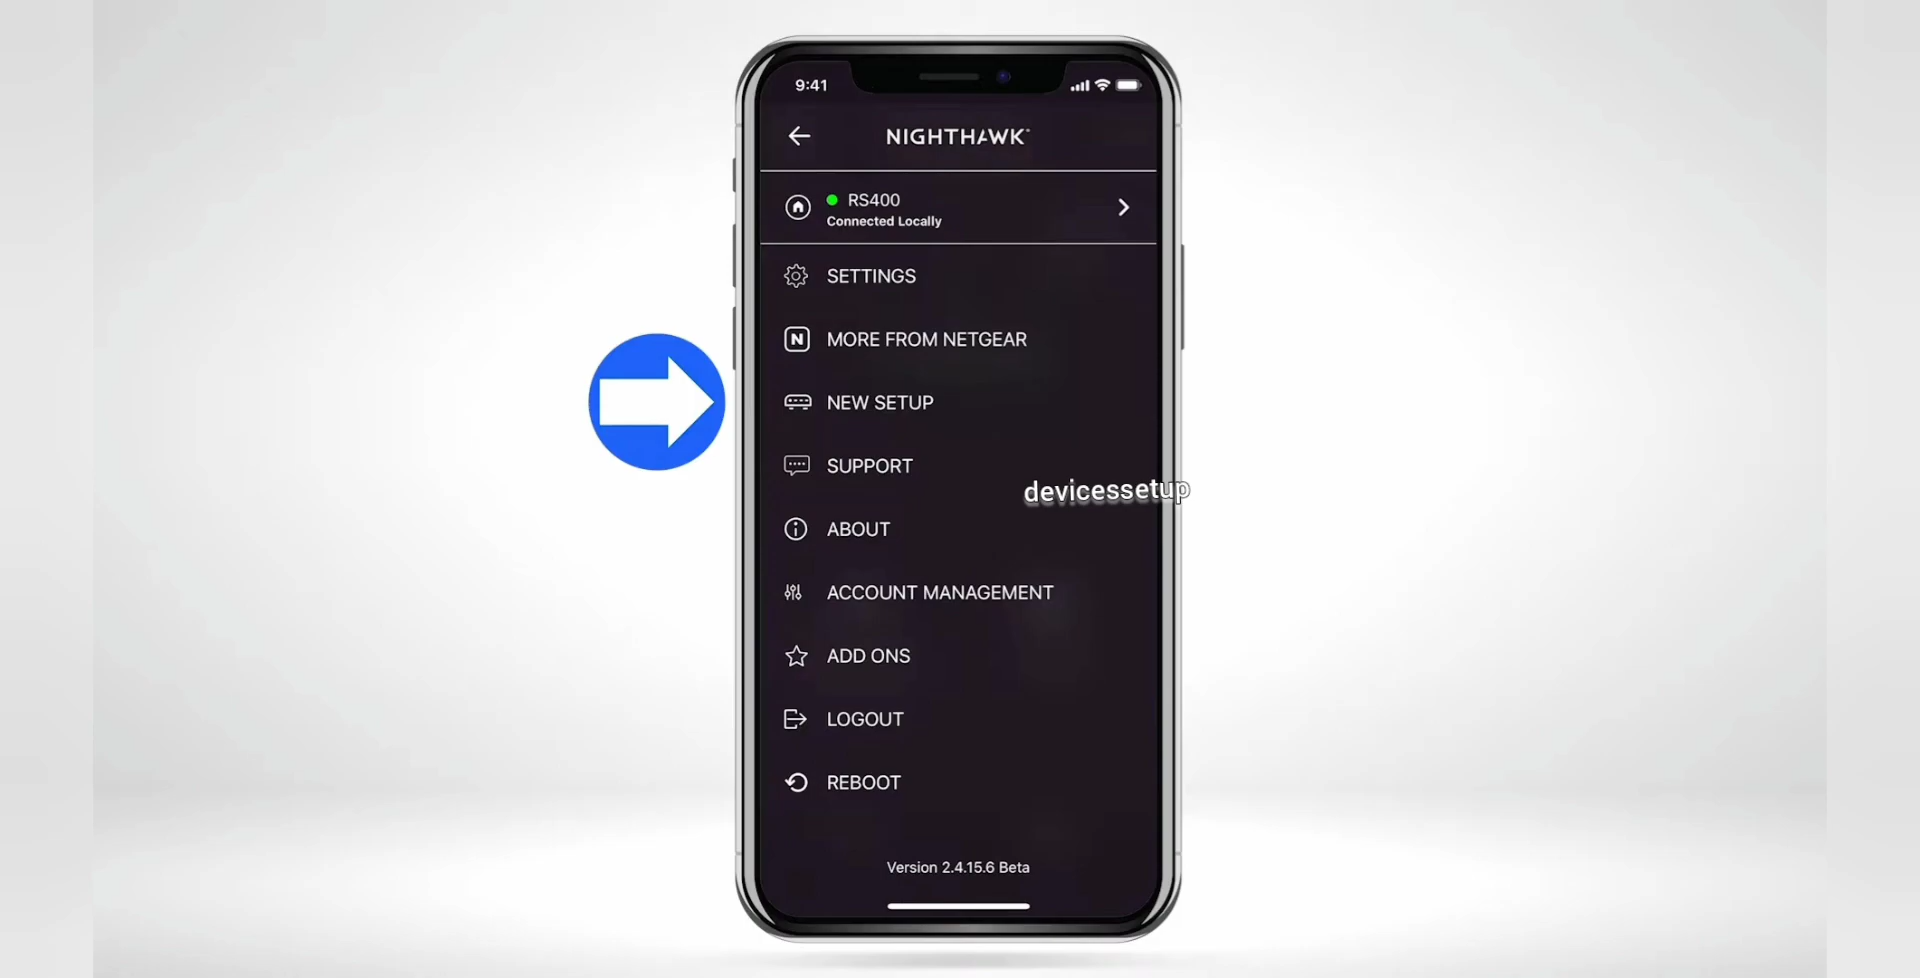 9:41
NIGHTHAWK
RS400
Connected Locally
SETTINGS
N
MORE FROM NETGEAR
NEW SETUP
SUPPORT
devicessetup
ABOUT
ACCOUNT MANAGEMENT
ADD ONS
LOGOUT
REBOOT
Version 2.4.15.6 Beta